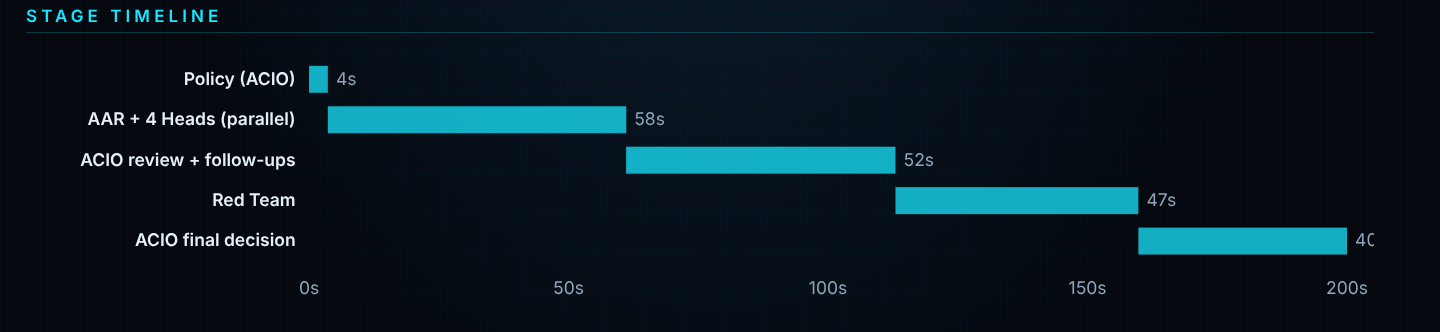 STAGE TIMELINE
Policy (ACIO) 4s
AAR + 4 Heads (parallel) 58s
ACIO review + follow-ups 52s
Red Team 47s
ACIO final decision
0s 50s 100s 150s 200s